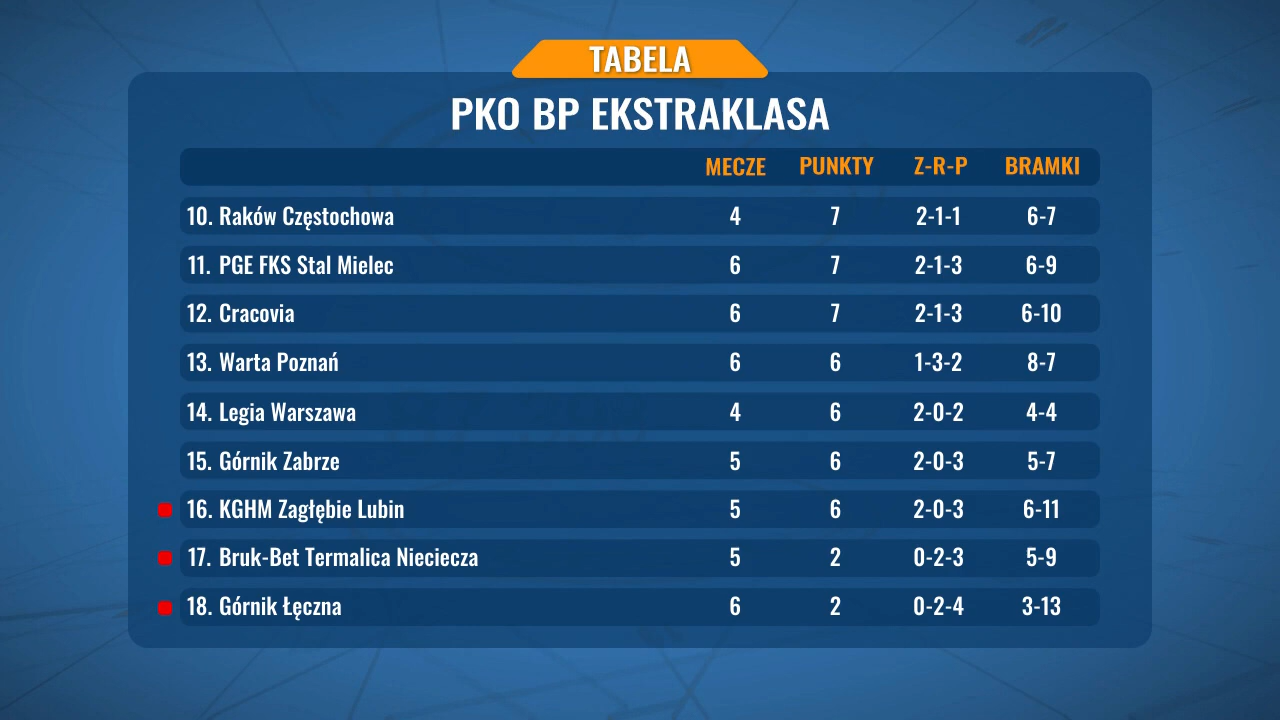 TABELA
PKO BP EKSTRAKLASA
MECZE PUNKTY Z-R-P BRAMKI
10. Raków Częstochowa 4 7 2-1-1 6-7
11. PGE FKS Stal Mielec 6 7 2-1-3 6-9
12. Cracovia 6 7 2-1-3 6-10
13. Warta Poznań 6 6 1-3-2 8-7
14. Legia Warszawa 4 6 2-0-2 4-4
15. Górnik Zabrze 5 6 2-0-3 5-7
16. KGHM Zagłębie Lubin 5 6 2-0-3 6-11
17. Bruk-Bet Termalica Nieciecza 5 2 0-2-3 5-9
18. Górnik Łęczna 6 2 0-2-4 3-13